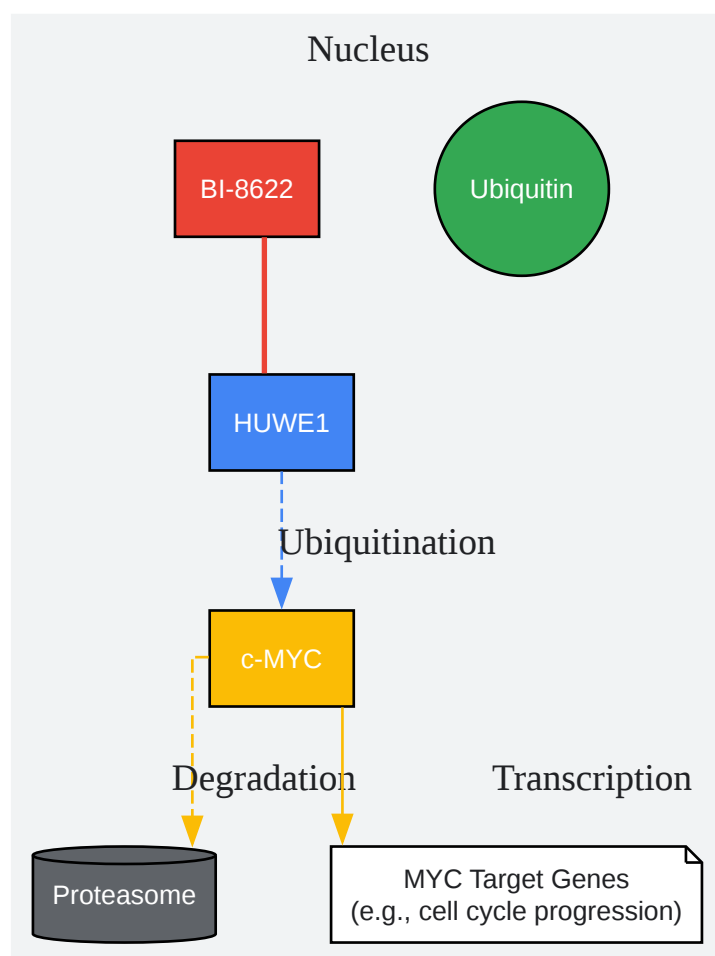 Nucleus
BI-8622
Ubiquitin
HUWE1
Ubiquitination
c-MYC
Degradation
Transcription
Proteasome
MYC Target Genes
(e.g., cell cycle progression)